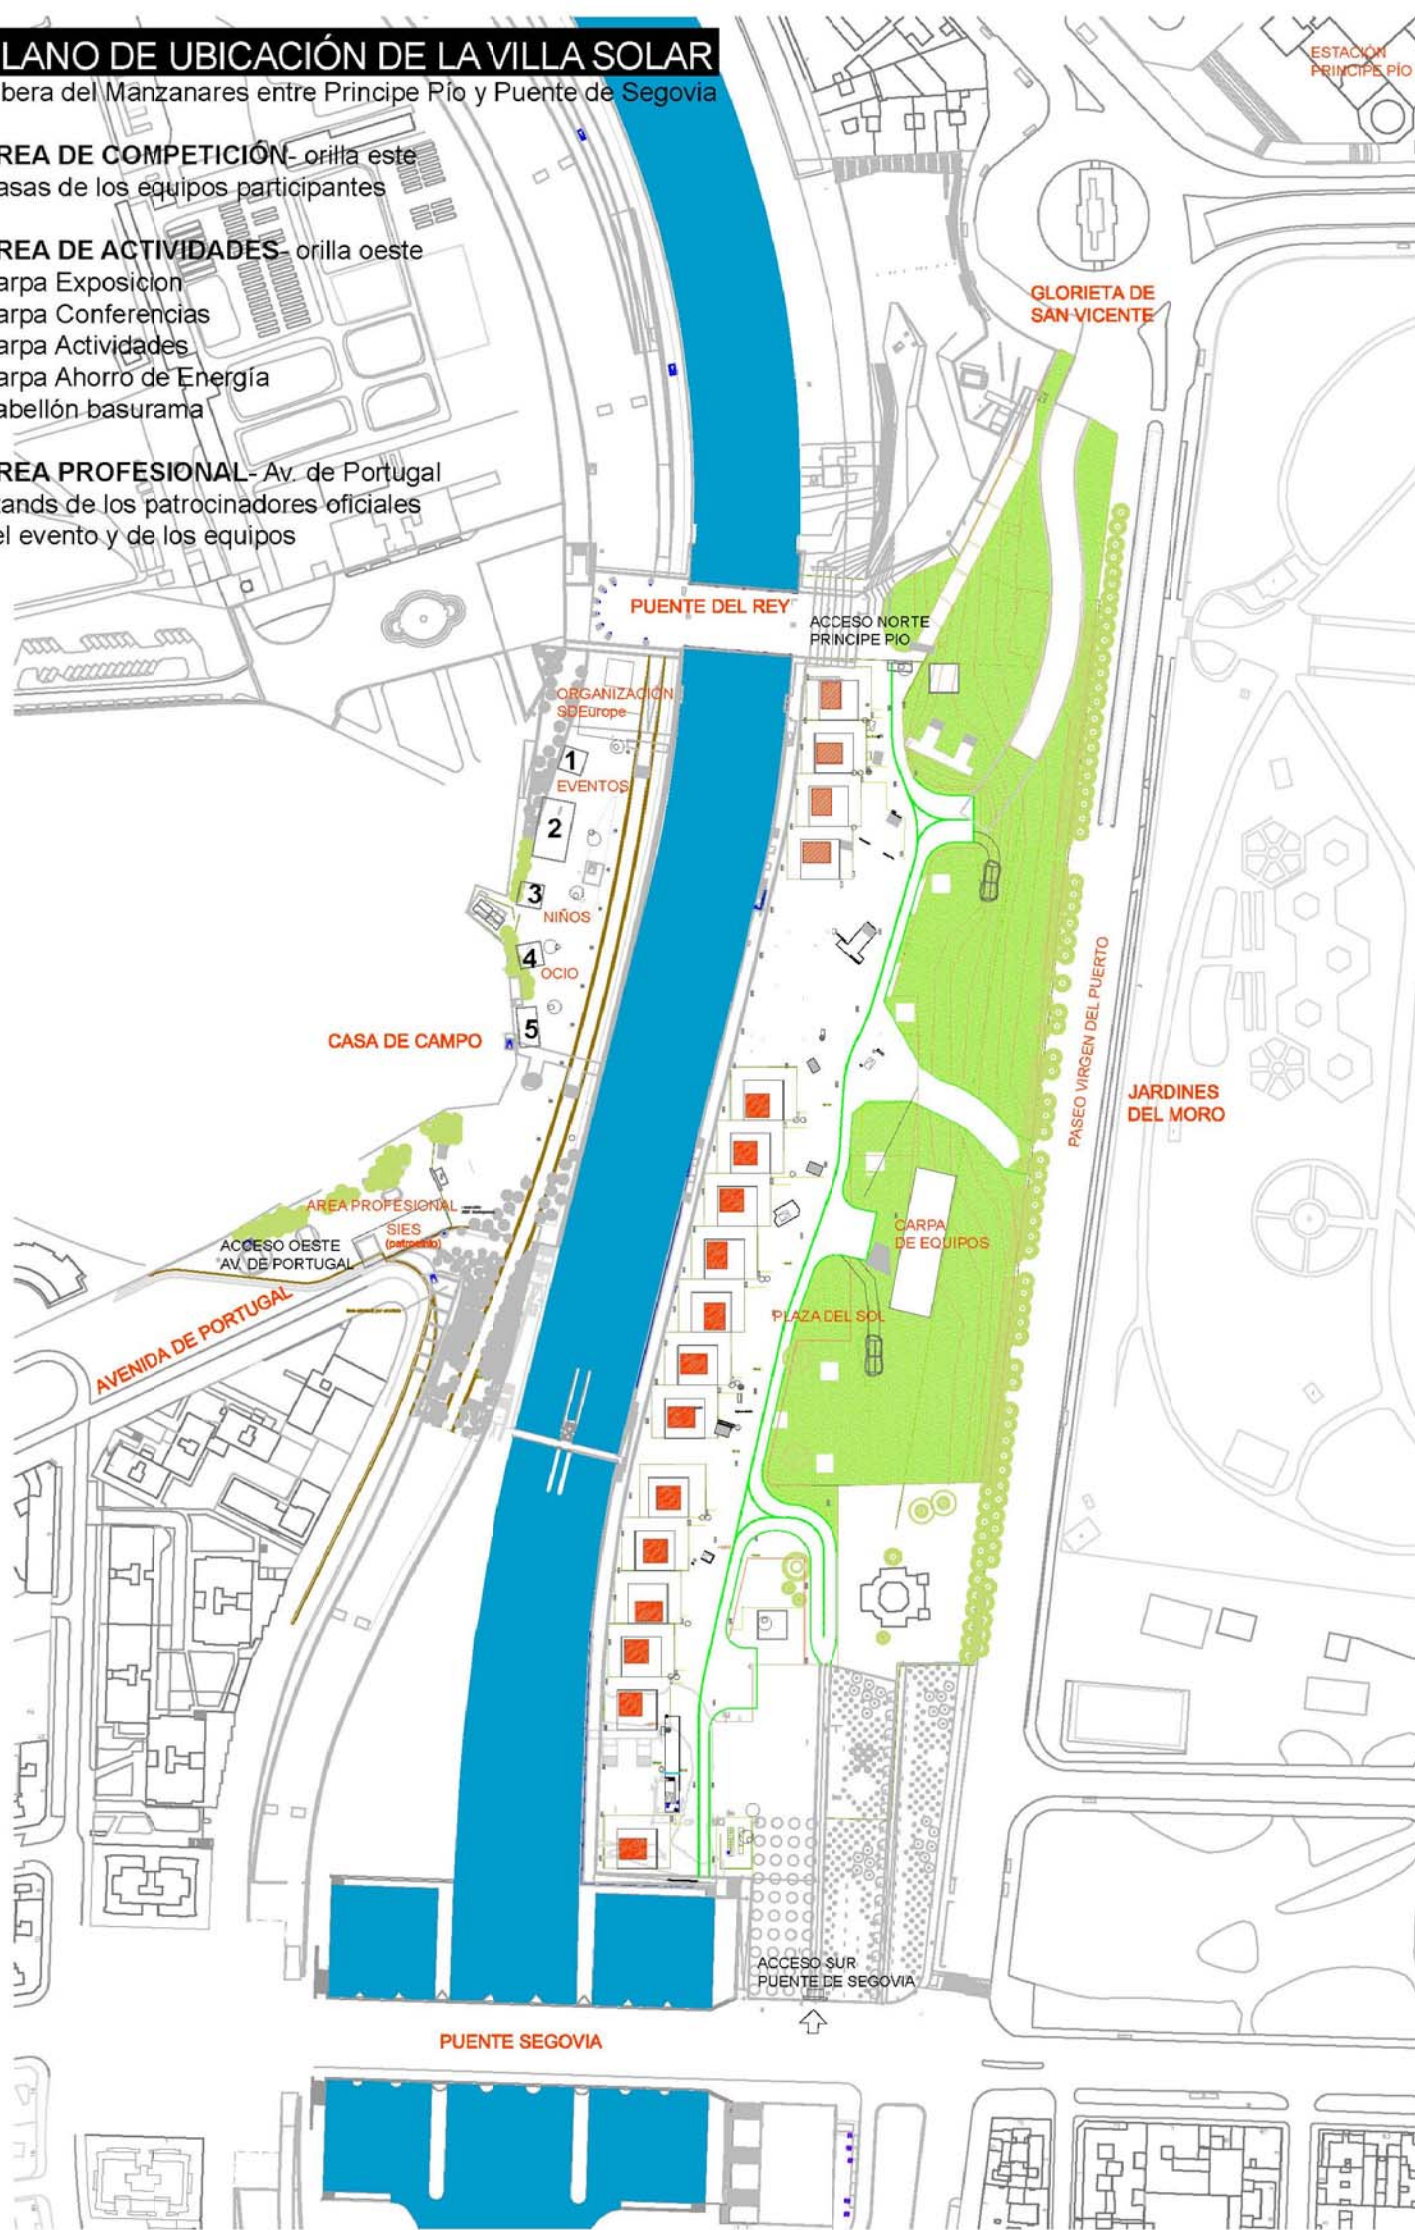 LANO DE UBICACIÓN DE LA VILLA SOLAR
bera del Manzanares entre Principe Pío y Puente de Segovia
REA DE COMPETICIÓN- orilla este
asas de los equipos participantes
REA DE ACTIVIDADES- orilla oeste
arpa Exposicion
arpa Conferencias
arpa Actividades
arpa Ahorro de Energía
abellón basurama
REA PROFESIONAL- Av. de Portugal
tands de los patrocinadores oficiales
el evento y de los equipos
ESTACIÓN
PRINCIPE PÍO
GLORIETA DE
SAN VICENTE
PUENTE DEL REY
ACCESO NORTE
PRINCIPE PIO
ORGANIZACIÓN
SDEurope
1
EVENTOS
2
3
NIÑOS
4
OCIO
5
CASA DE CAMPO
PASEO VIRGEN DEL PUERTO
JARDINES
DEL MORO
AREA PROFESIONAL
SIES
(patrocinio)
ACCESO OESTE
AV. DE PORTUGAL
AVENIDA DE PORTUGAL
CARPA
DE EQUIPOS
PLAZA DEL SOL
ACCESO SUR
PUENTE DE SEGOVIA
PUENTE SEGOVIA